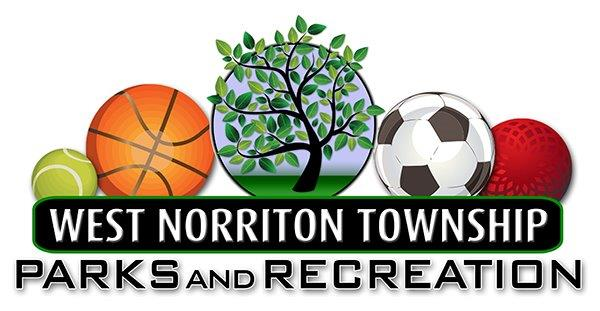 WEST NORRITON TOWNSHIP
PARKS AND RECREATION